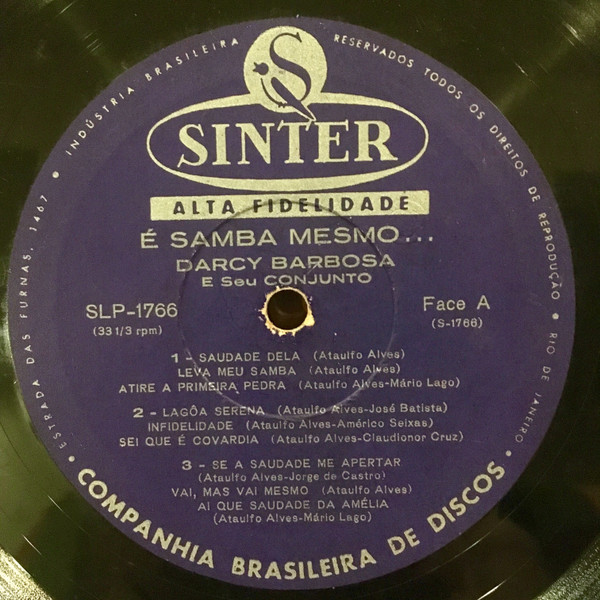 S
SINTER
ALTA FIDELIDADE
É SAMBA MESMO...
DARCY BARBOSA
E Seu CONJUNTO
SLP-1766
(33 1/3 rpm)
Face A
(S-1766)
1 - SAUDADE DELA (Ataulfo Alves)
LEVA MEU SAMBA (Ataulfo Alves)
ATIRE A PRIMEIRA PEDRA (Ataulfo Alves-Mário Lago)
2 - LAGÔA SERENA (Ataulfo Alves-José Batista)
INFIDELIDADE (Ataulfo Alves-Américo Seixas)
SEI QUE É COVARDIA (Ataulfo Alves-Claudionor Cruz)
3 - SE A SAUDADE ME APERTAR
(Ataulfo Alves-Jorge de Castro)
VAI, MAS VAI MESMO (Ataulfo Alves)
AI QUE SAUDADE DA AMÉLIA
(Ataulfo Alves-Mário Lago)
• ESTRADA DAS FURNAS, 1467 • INDÚSTRIA BRASILEIRA •
RESERVADOS TODOS OS DIREITOS DE REPRODUÇÃO • RIO DE JANEIRO
• COMPANHIA BRASILEIRA DE DISCOS •